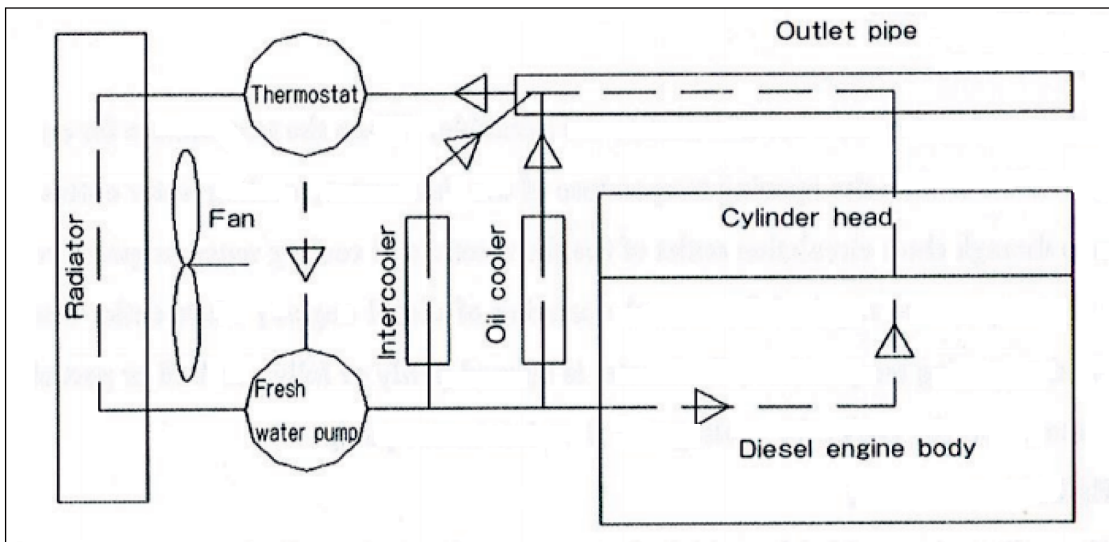 Outlet pipe
Thermostat
Radiator
Fan
Intercooler
Oil cooler
Cylinder head
Fresh
water pump
Diesel engine body